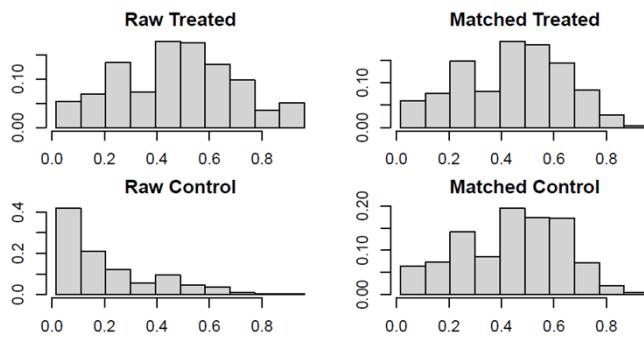 Raw Treated
0.00 0.10
0.0 0.2 0.4 0.6 0.8
Matched Treated
0.00 0.10
0.0 0.2 0.4 0.6 0.8
Raw Control
0.0 0.2 0.4
0.0 0.2 0.4 0.6 0.8
Matched Control
0.00 0.10 0.20
0.0 0.2 0.4 0.6 0.8